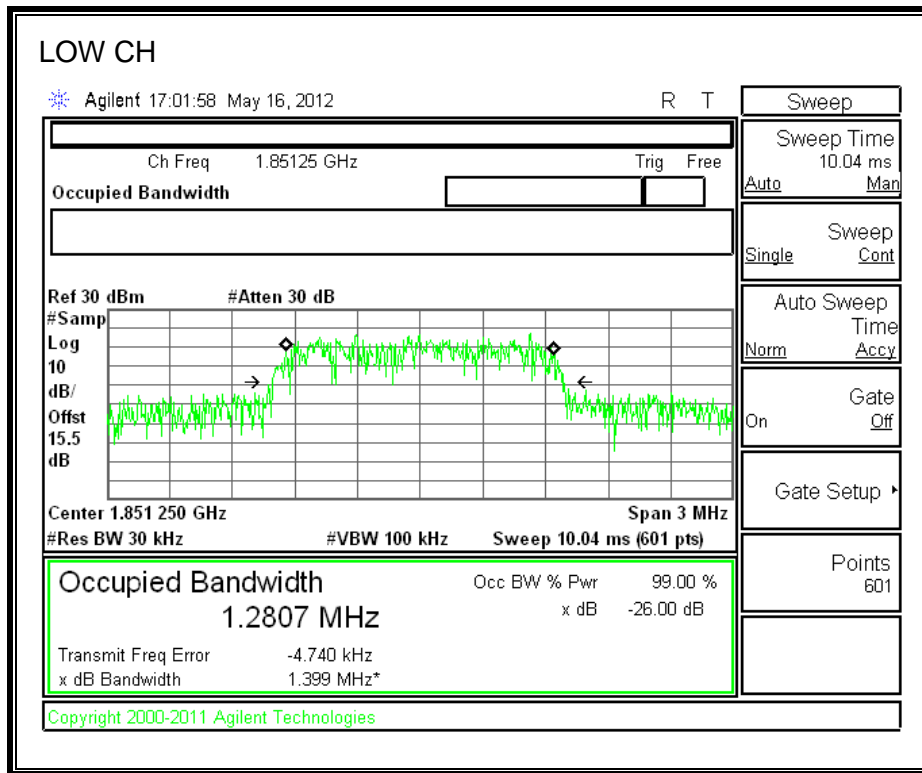 LOW CH
Agilent 17:01:58 May 16, 2012 R T
Ch Freq 1.85125 GHz Trig Free
Occupied Bandwidth
Ref 30 dBm #Atten 30 dB
#Samp
Log
10
dB/
Offst
15.5
dB
Center 1.851 250 GHz Span 3 MHz
#Res BW 30 kHz #VBW 100 kHz Sweep 10.04 ms (601 pts)
Occupied Bandwidth
1.2807 MHz
Occ BW % Pwr 99.00 %
x dB -26.00 dB
Transmit Freq Error -4.740 kHz
x dB Bandwidth 1.399 MHz*
Copyright 2000-2011 Agilent Technologies
Sweep
Sweep Time
10.04 ms
Auto Man
Sweep
Single Cont
Auto Sweep
Time
Norm Accy
Gate
On Off
Gate Setup
Points
601